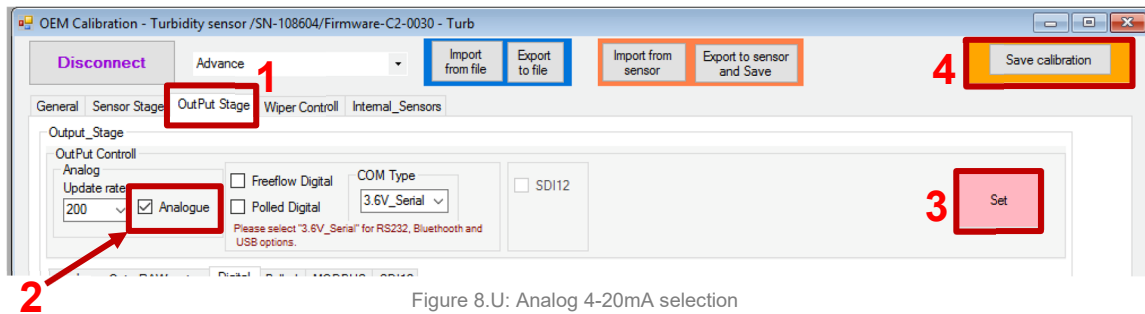 OEM Calibration - Turbidity sensor /SN-108604/Firmware-C2-0030 - Turb
Disconnect
Advance
Import from file
Export to file
Import from sensor
Export to sensor and Save
4
Save calibration
1
General Sensor Stage OutPut Stage Wiper Controll Internal_Sensors
Output_Stage
OutPut Controll
Analog
Update rate
200
Analogue
Freeflow Digital
Polled Digital
COM Type
3.6V_Serial
Please select "3.6V_Serial" for RS232, Bluethooth and
USB options.
SDI12
3
Set
2
Digital
Figure 8.U: Analog 4-20mA selection